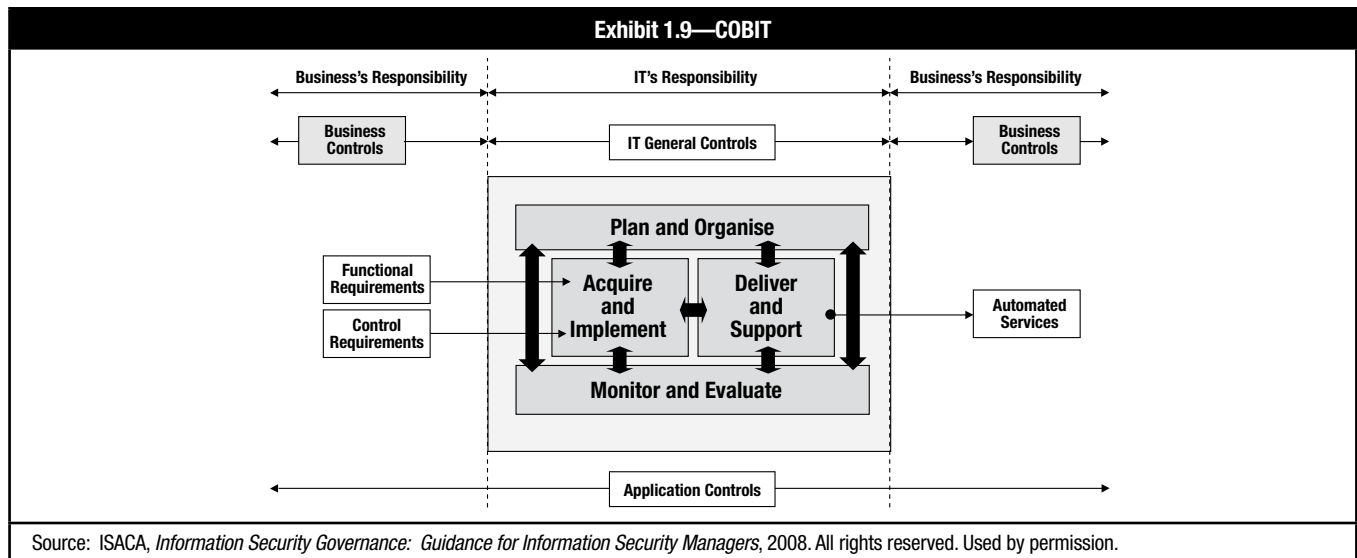 Exhibit 1.9—COBIT
Business's Responsibility IT's Responsibility Business's Responsibility
Business
Controls
IT General Controls
Business
Controls
Plan and Organise
Functional
Requirements
Control
Requirements
Acquire
and
Implement
Deliver
and
Support
Automated
Services
Monitor and Evaluate
Application Controls
Source: ISACA, Information Security Governance: Guidance for Information Security Managers, 2008. All rights reserved. Used by permission.